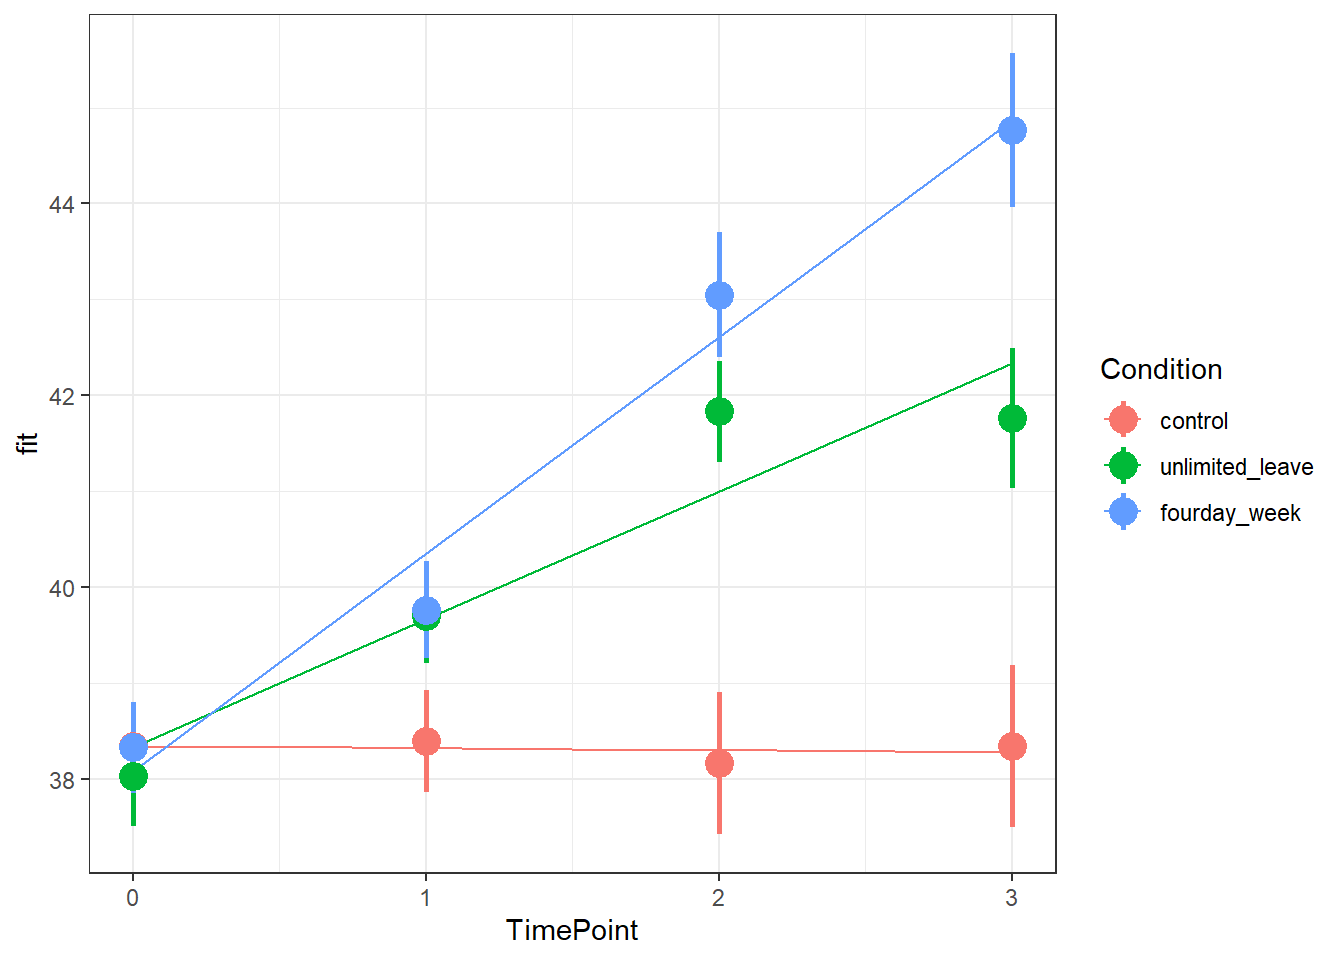 44
42
40
38
fit
0 1 2 3
TimePoint
Condition
control
unlimited_leave
fourday_week